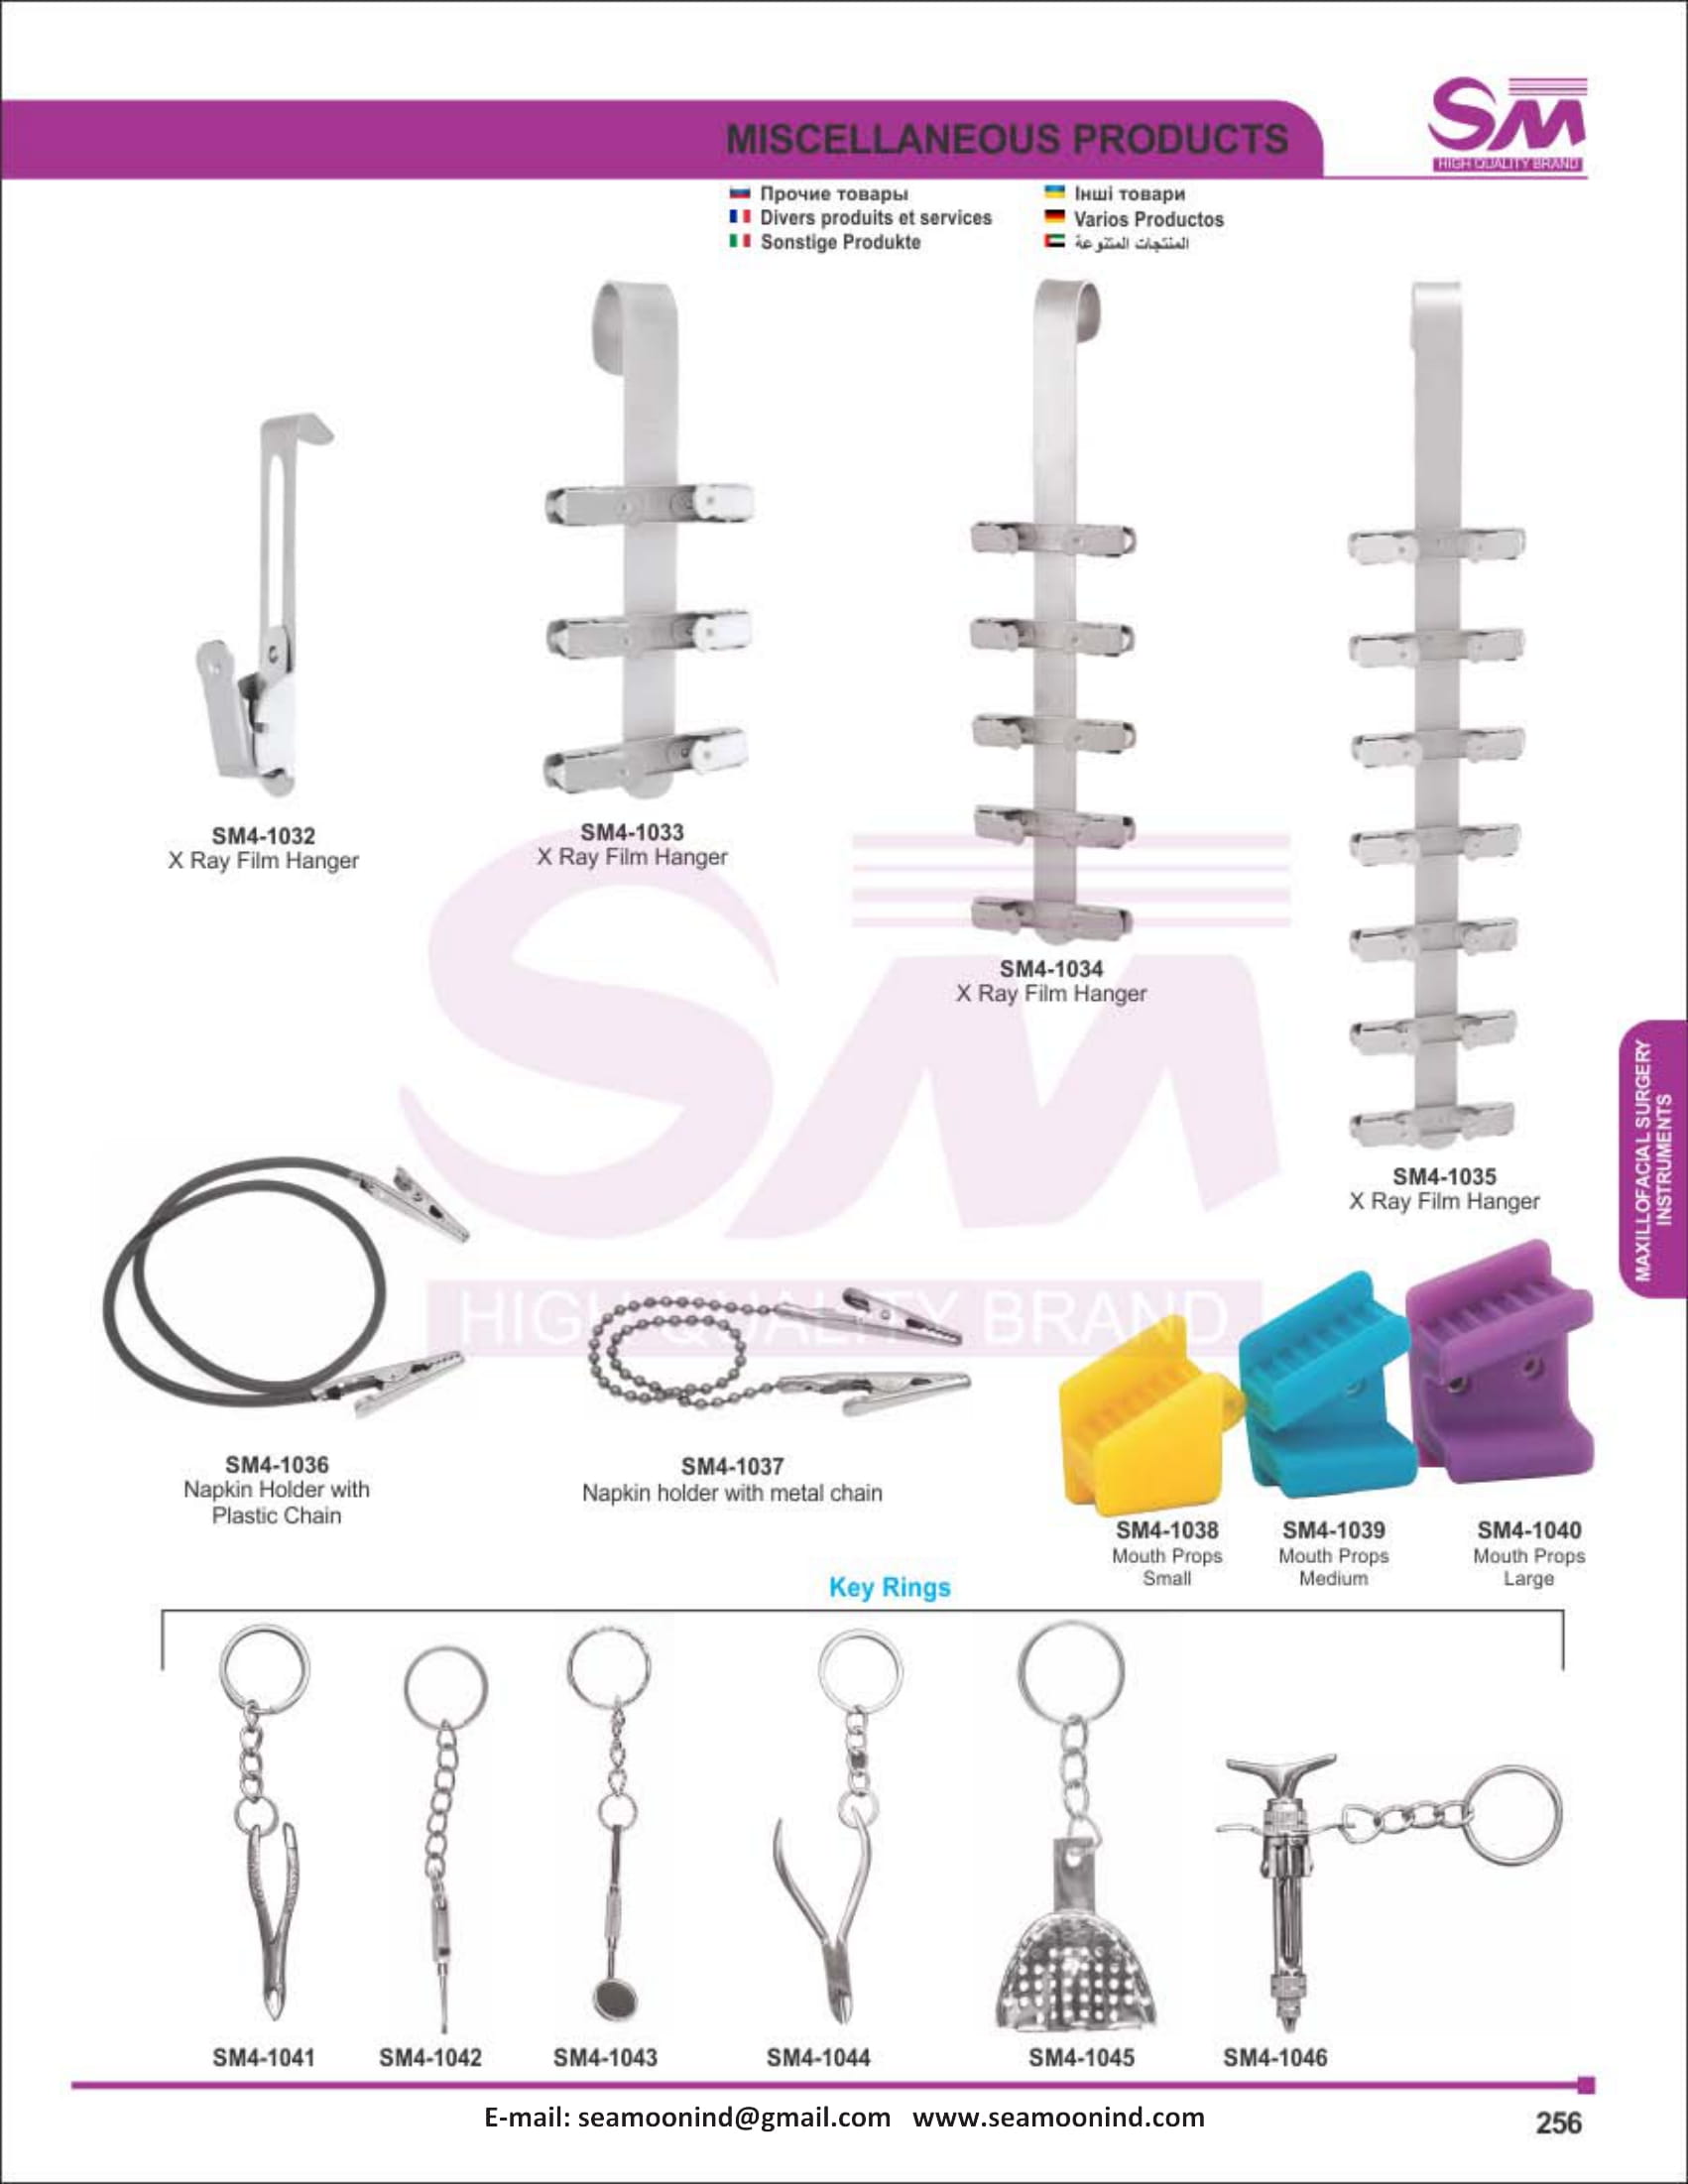 MISCELLANEOUS PRODUCTS
SM
HIGH QUALITY BRAND
Прочие товары
Divers produits et services
Sonstige Produkte
Інші товари
Varios Productos
المنتجات المتنوعة
SM4-1032
X Ray Film Hanger
SM4-1033
X Ray Film Hanger
SM4-1034
X Ray Film Hanger
SM4-1035
X Ray Film Hanger
MAXILLOFACIAL SURGERY
INSTRUMENTS
SM
HIGH QUALITY BRAND
SM4-1036
Napkin Holder with
Plastic Chain
SM4-1037
Napkin holder with metal chain
SM4-1038
Mouth Props
Small
SM4-1039
Mouth Props
Medium
SM4-1040
Mouth Props
Large
Key Rings
SM4-1041
SM4-1042
SM4-1043
SM4-1044
SM4-1045
SM4-1046
E-mail: seamoonind@gmail.com www.seamoonind.com
256